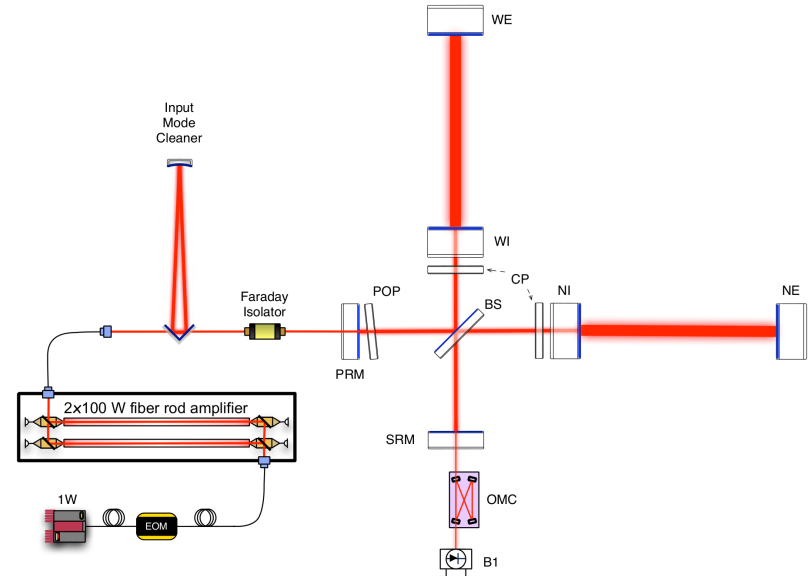 WE
Input
Mode
Cleaner
WI
CP
NI
NE
POP
BS
Faraday
Isolator
PRM
2×100 W fiber rod amplifier
SRM
1W
EOM
OMC
B1